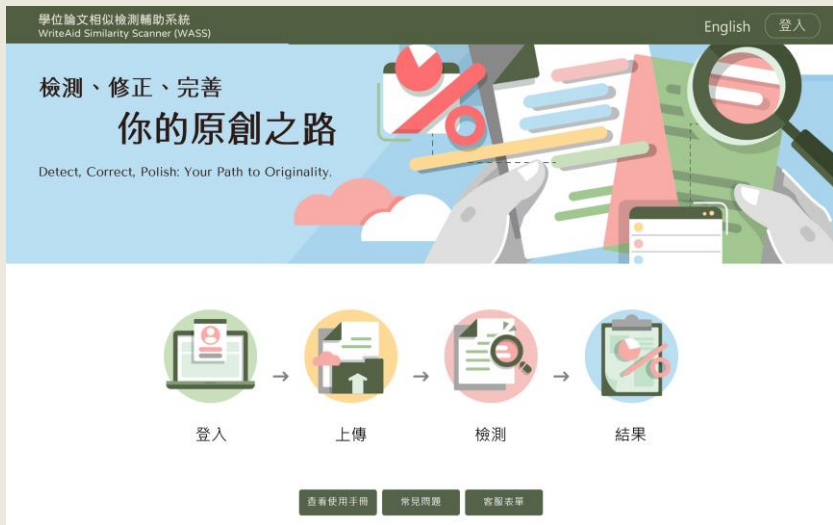 學位論文相似檢測輔助系統
WriteAid Similarity Scanner (WASS)
English
登入
檢測、修正、完善
你的原創之路
Detect, Correct, Polish: Your Path to Originality.
登入
上傳
檢測
結果
查看使用手冊
常見問題
客服表單